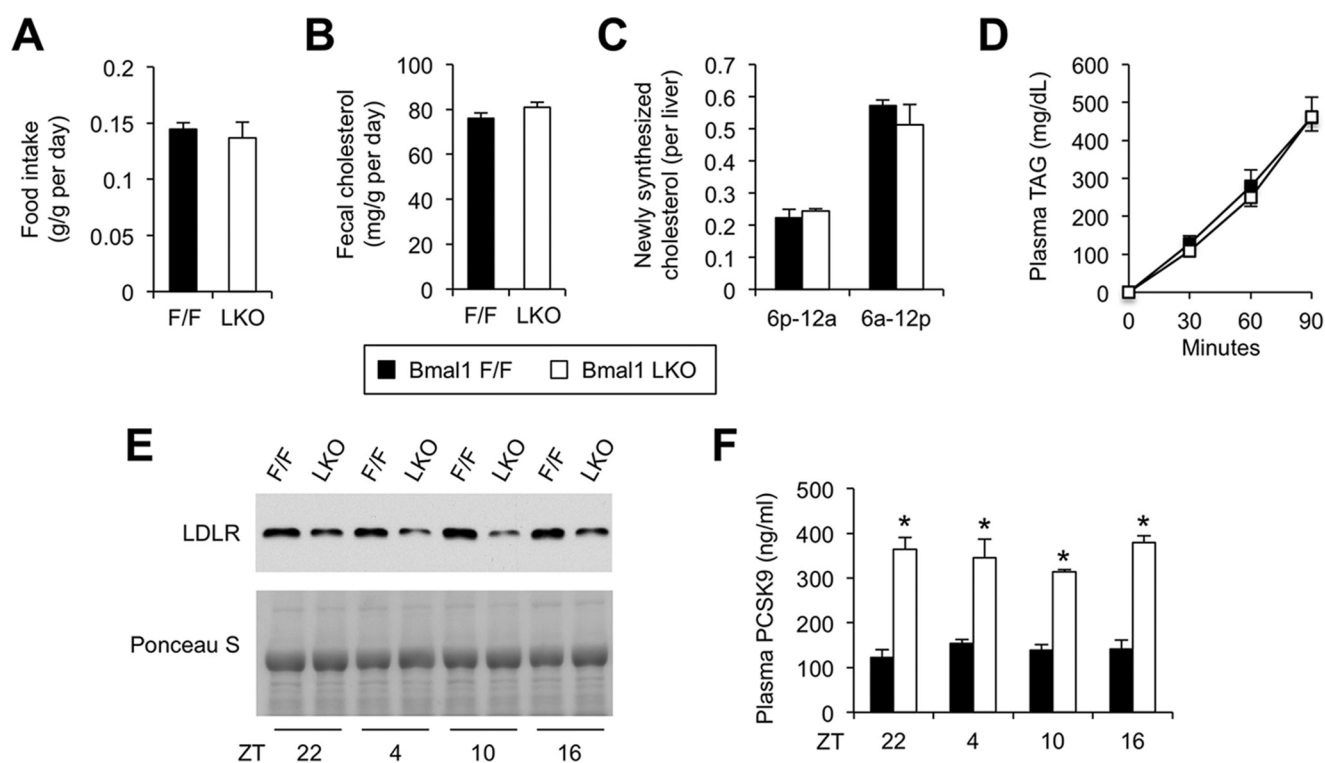 A
Food intake
(g/g per day)
0.2
0.15
0.1
0.05
0
F/F LKO
B
Fecal cholesterol
(mg/g per day)
100
80
60
40
20
0
F/F LKO
C
Newly synthesized
cholesterol (per liver)
0.7
0.6
0.5
0.4
0.3
0.2
0.1
0
6p-12a 6a-12p
D
Plasma TAG (mg/dL)
600
500
400
300
200
100
0
0 30 60 90
Minutes
Bmal1 F/F Bmal1 LKO
E
F/F LKO F/F LKO F/F LKO F/F LKO
LDLR
Ponceau S
ZT 22 4 10 16
F
Plasma PCSK9 (ng/ml)
500
400
300
200
100
0
* * * *
ZT 22 4 10 16